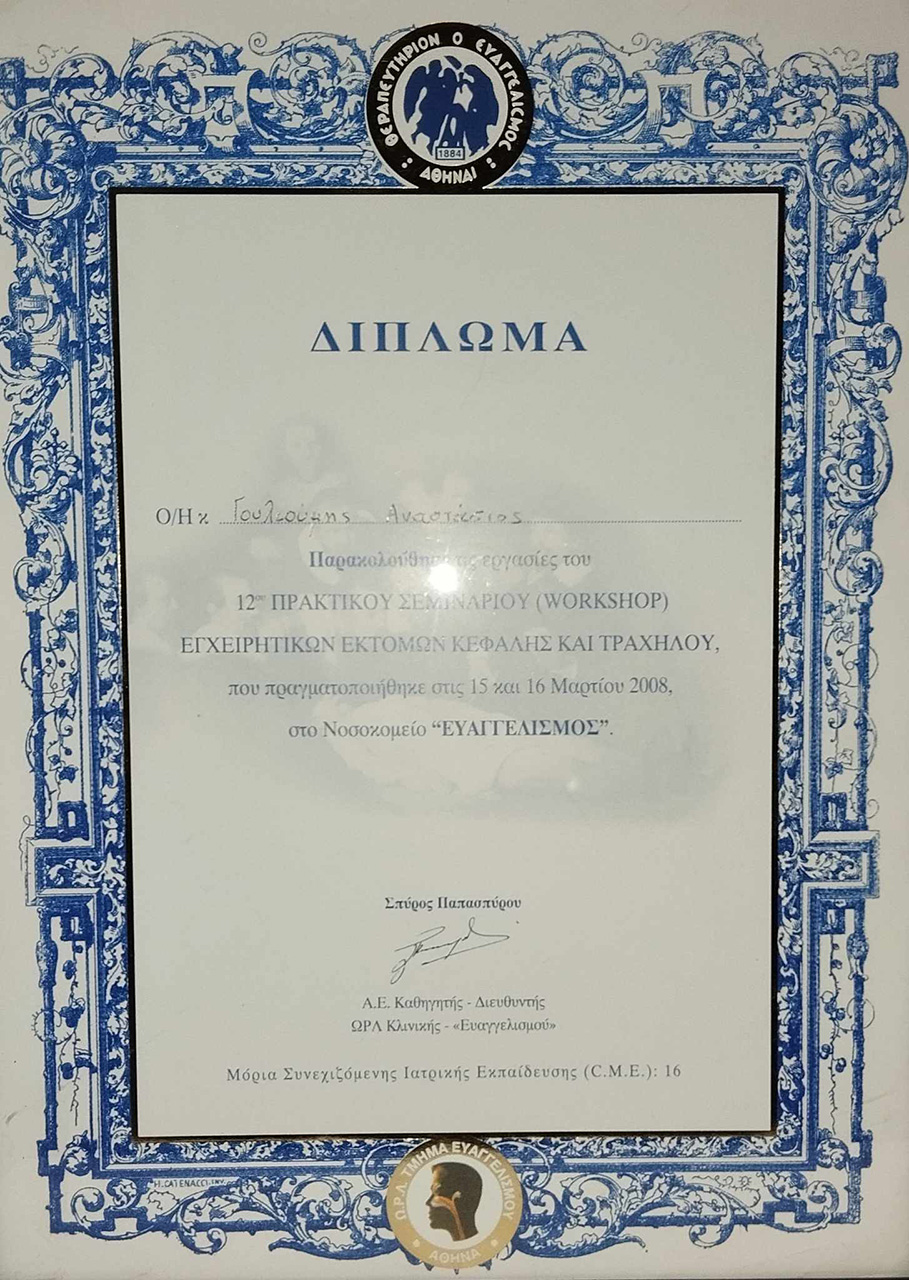 ΘΕΡΑΠΕΥΤΗΡΙΟΝ Ο ΕΥΑΓΓΕΛΙΣΜΟΣ
1884
ΑΘΗΝΑΙ
ΔΙΠΛΩΜΑ
Ο/Η κ Γουλιούμης Αναστάσιος
Παρακολούθησε τις εργασίες του
12ου ΠΡΑΚΤΙΚΟΥ ΣΕΜΙΝΑΡΙΟΥ (WORKSHOP)
ΕΓΧΕΙΡΗΤΙΚΩΝ ΕΚΤΟΜΩΝ ΚΕΦΑΛΗΣ ΚΑΙ ΤΡΑΧΗΛΟΥ,
που πραγματοποιήθηκε στις 15 και 16 Μαρτίου 2008,
στο Νοσοκομείο “ΕΥΑΓΓΕΛΙΣΜΟΣ”.
Σπύρος Παπασπύρου
Α.Ε. Καθηγητής - Διευθυντής
ΩΡΛ Κλινικής - «Ευαγγελισμού»
Μόρια Συνεχιζόμενης Ιατρικής Εκπαίδευσης (C.M.E.): 16
Ω.Ρ.Λ. ΤΜΗΜΑ ΕΥΑΓΓΕΛΙΣΜΟΥ
ΑΘΗΝΑ